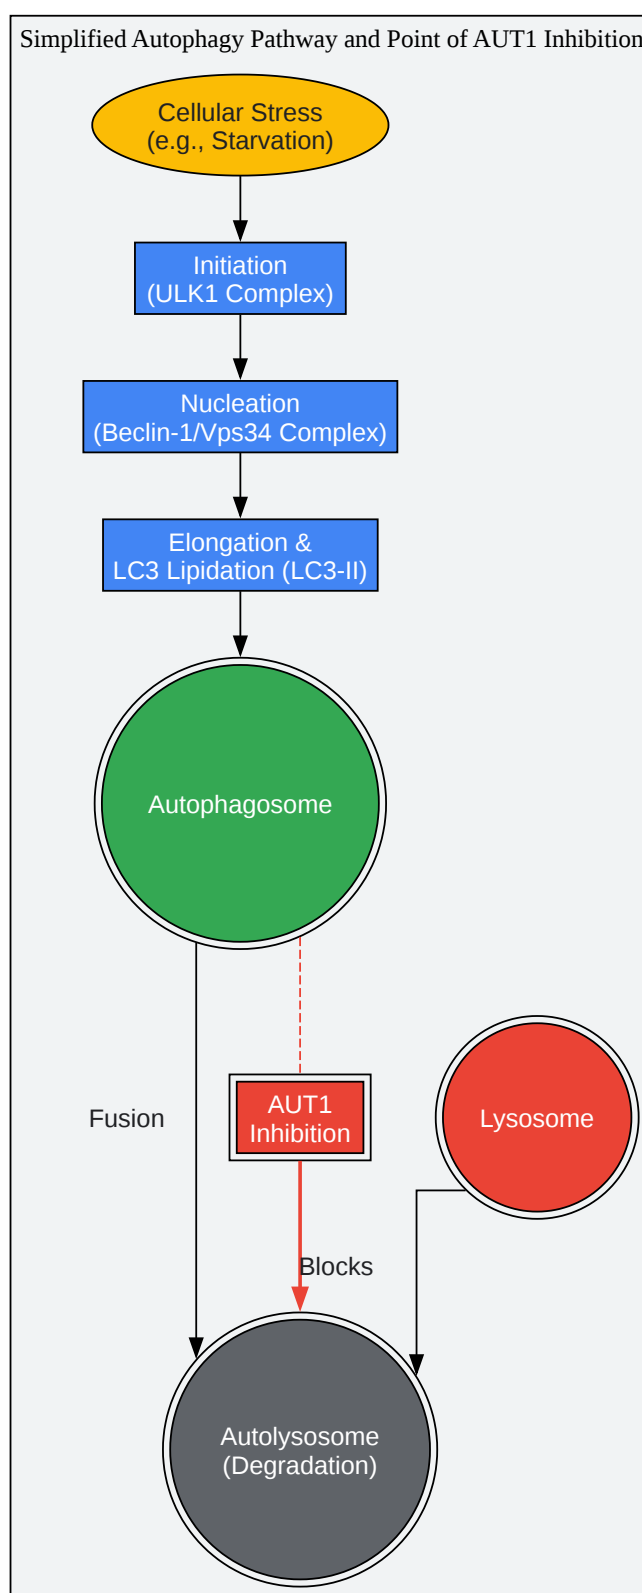 Simplified Autophagy Pathway and Point of AUT1 Inhibition
Cellular Stress
(e.g., Starvation)
Initiation
(ULK1 Complex)
Nucleation
(Beclin-1/Vps34 Complex)
Elongation &
LC3 Lipidation (LC3-II)
Autophagosome
Fusion
AUT1
Inhibition
Lysosome
Blocks
Autolysosome
(Degradation)